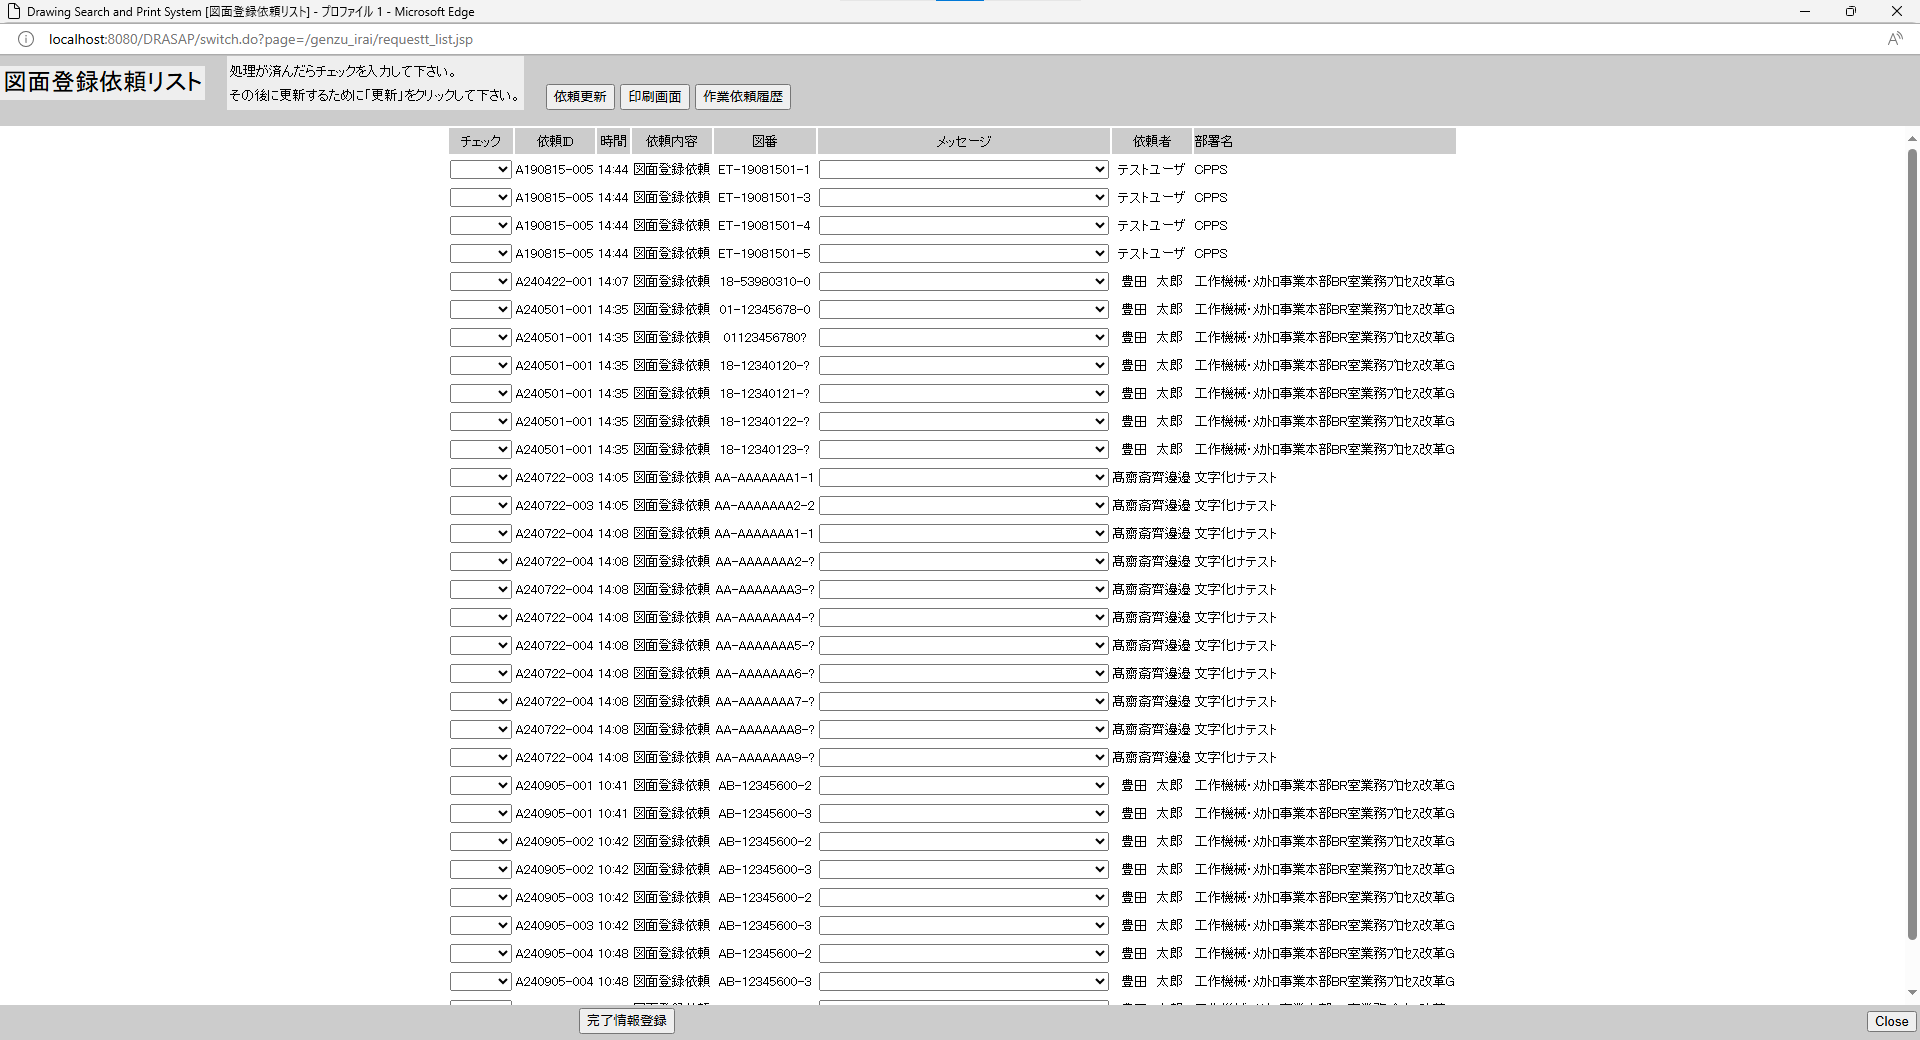 Drawing Search and Print System [図面登録依頼リスト] - プロファイル 1 - Microsoft Edge
localhost:8080/DRASAP/switch.do?page=/genzu_irai/requestt_list.jsp
図面登録依頼リスト
処理が済んだらチェックを入力して下さい。
その後に更新するために「更新」をクリックして下さい。
依頼更新 印刷画面 作業依頼履歴
チェック 依頼ID 時間 依頼内容 図番 メッセージ 依頼者 部署名
A190815-005 14:44 図面登録依頼 ET-19081501-1 テストユーザ CPPS
A190815-005 14:44 図面登録依頼 ET-19081501-3 テストユーザ CPPS
A190815-005 14:44 図面登録依頼 ET-19081501-4 テストユーザ CPPS
A190815-005 14:44 図面登録依頼 ET-19081501-5 テストユーザ CPPS
A240422-001 14:07 図面登録依頼 18-53980310-0 豊田 太郎 工作機械・メカトロ事業本部BR室業務プロセス改革G
A240501-001 14:35 図面登録依頼 01-12345678-0 豊田 太郎 工作機械・メカトロ事業本部BR室業務プロセス改革G
A240501-001 14:35 図面登録依頼 01123456780? 豊田 太郎 工作機械・メカトロ事業本部BR室業務プロセス改革G
A240501-001 14:35 図面登録依頼 18-12340120-? 豊田 太郎 工作機械・メカトロ事業本部BR室業務プロセス改革G
A240501-001 14:35 図面登録依頼 18-12340121-? 豊田 太郎 工作機械・メカトロ事業本部BR室業務プロセス改革G
A240501-001 14:35 図面登録依頼 18-12340122-? 豊田 太郎 工作機械・メカトロ事業本部BR室業務プロセス改革G
A240501-001 14:35 図面登録依頼 18-12340123-? 豊田 太郎 工作機械・メカトロ事業本部BR室業務プロセス改革G
A240722-003 14:05 図面登録依頼 AA-AAAAAAA1-1 髙齋斎齊邊邉 文字化けテスト
A240722-003 14:05 図面登録依頼 AA-AAAAAAA2-2 髙齋斎齊邊邉 文字化けテスト
A240722-004 14:08 図面登録依頼 AA-AAAAAAA1-1 髙齋斎齊邊邉 文字化けテスト
A240722-004 14:08 図面登録依頼 AA-AAAAAAA2-? 髙齋斎齊邊邉 文字化けテスト
A240722-004 14:08 図面登録依頼 AA-AAAAAAA3-? 髙齋斎齊邊邉 文字化けテスト
A240722-004 14:08 図面登録依頼 AA-AAAAAAA4-? 髙齋斎齊邊邉 文字化けテスト
A240722-004 14:08 図面登録依頼 AA-AAAAAAA5-? 髙齋斎齊邊邉 文字化けテスト
A240722-004 14:08 図面登録依頼 AA-AAAAAAA6-? 髙齋斎齊邊邉 文字化けテスト
A240722-004 14:08 図面登録依頼 AA-AAAAAAA7-? 髙齋斎齊邊邉 文字化けテスト
A240722-004 14:08 図面登録依頼 AA-AAAAAAA8-? 髙齋斎齊邊邉 文字化けテスト
A240722-004 14:08 図面登録依頼 AA-AAAAAAA9-? 髙齋斎齊邊邉 文字化けテスト
A240905-001 10:41 図面登録依頼 AB-12345600-2 豊田 太郎 工作機械・メカトロ事業本部BR室業務プロセス改革G
A240905-001 10:41 図面登録依頼 AB-12345600-3 豊田 太郎 工作機械・メカトロ事業本部BR室業務プロセス改革G
A240905-002 10:42 図面登録依頼 AB-12345600-2 豊田 太郎 工作機械・メカトロ事業本部BR室業務プロセス改革G
A240905-002 10:42 図面登録依頼 AB-12345600-3 豊田 太郎 工作機械・メカトロ事業本部BR室業務プロセス改革G
A240905-003 10:42 図面登録依頼 AB-12345600-2 豊田 太郎 工作機械・メカトロ事業本部BR室業務プロセス改革G
A240905-003 10:42 図面登録依頼 AB-12345600-3 豊田 太郎 工作機械・メカトロ事業本部BR室業務プロセス改革G
A240905-004 10:48 図面登録依頼 AB-12345600-2 豊田 太郎 工作機械・メカトロ事業本部BR室業務プロセス改革G
A240905-004 10:48 図面登録依頼 AB-12345600-3 豊田 太郎 工作機械・メカトロ事業本部BR室業務プロセス改革G
完了情報登録 Close